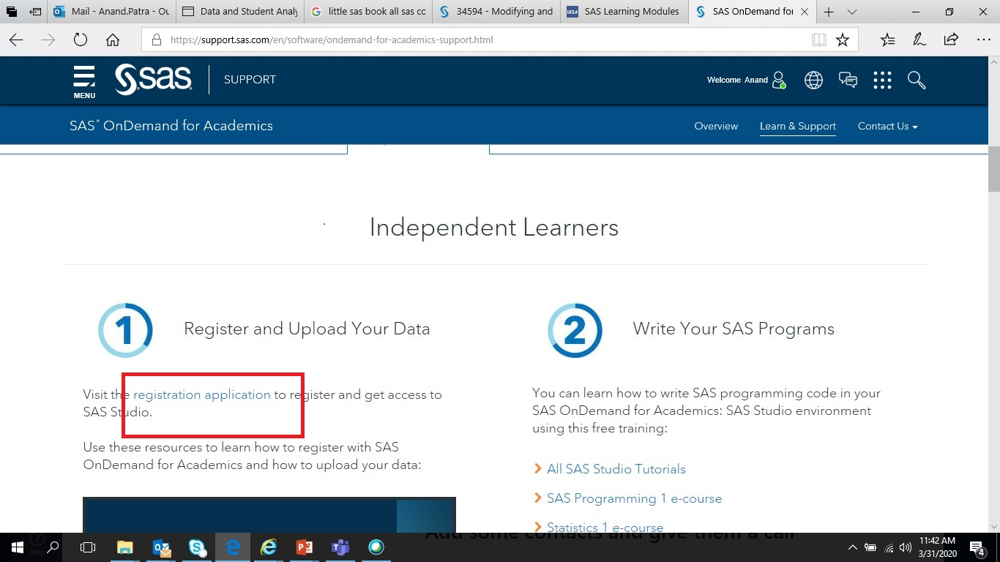 Mail - Anand.Patra - Ou
Data and Student Analy
little sas book all sas cc
34594 - Modifying and
UCLA SAS Learning Modules
SAS OnDemand for
https://support.sas.com/en/software/ondemand-for-academics-support.html
MENU
sas
SUPPORT
Welcome Anand
SAS® OnDemand for Academics
Overview
Learn & Support
Contact Us
Independent Learners
1
Register and Upload Your Data
Visit the registration application to register and get access to
SAS Studio.
Use these resources to learn how to register with SAS
OnDemand for Academics and how to upload your data:
2
Write Your SAS Programs
You can learn how to write SAS programming code in your
SAS OnDemand for Academics: SAS Studio environment
using this free training:
All SAS Studio Tutorials
SAS Programming 1 e-course
Statistics 1 e-course
Add some contacts and give them a call
Help
11:42 AM
3/31/2020
4